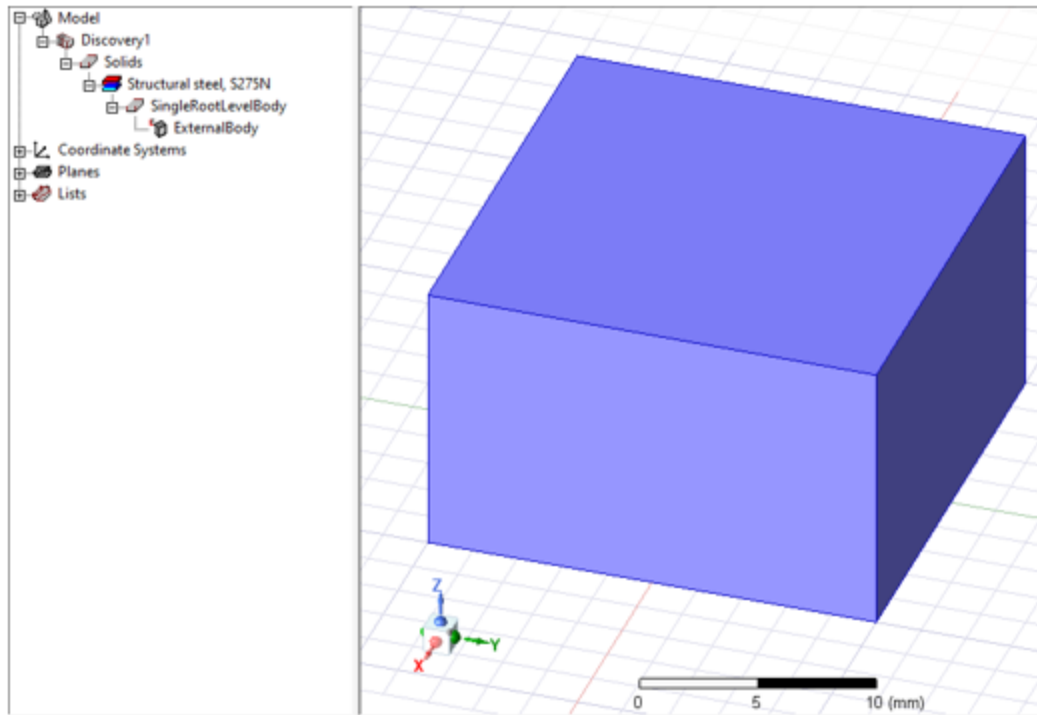 Model
Discovery1
Solids
Structural steel, S275N
SingleRootLevelBody
ExternalBody
Coordinate Systems
Planes
Lists
Z
Y
X
0 5 10 (mm)